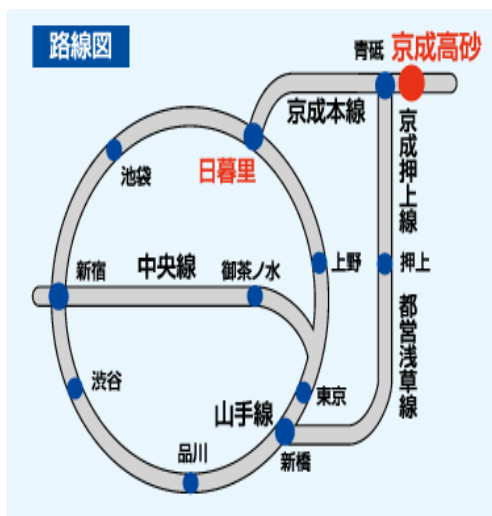 路線図
青砥
京成高砂
京成本線
京成押上線
日暮里
池袋
新宿
中央線
御茶ノ水
上野
押上
都営浅草線
渋谷
山手線
東京
品川
新橋